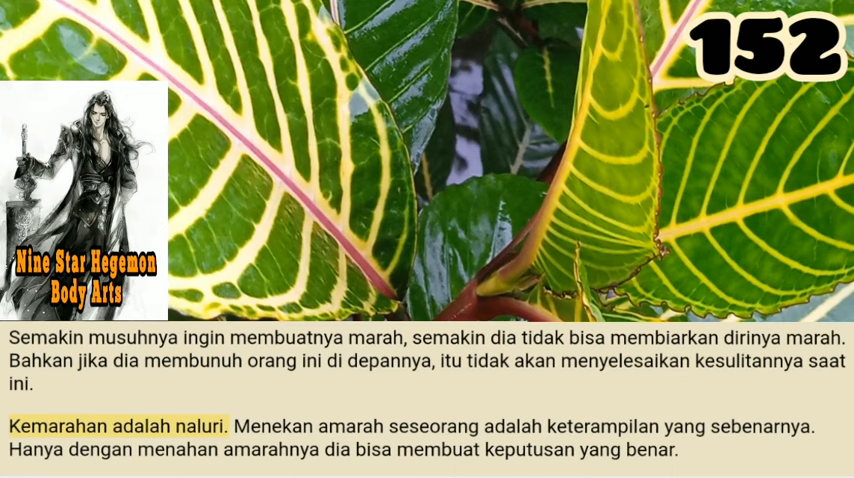 152
Nine Star Hegemon
Body Arts
Semakin musuhnya ingin membuatnya marah, semakin dia tidak bisa membiarkan dirinya marah.
Bahkan jika dia membunuh orang ini di depannya, itu tidak akan menyelesaikan kesulitannya saat
ini.
Kemarahan adalah naluri. Menekan amarah seseorang adalah keterampilan yang sebenarnya.
Hanya dengan menahan amarahnya dia bisa membuat keputusan yang benar.